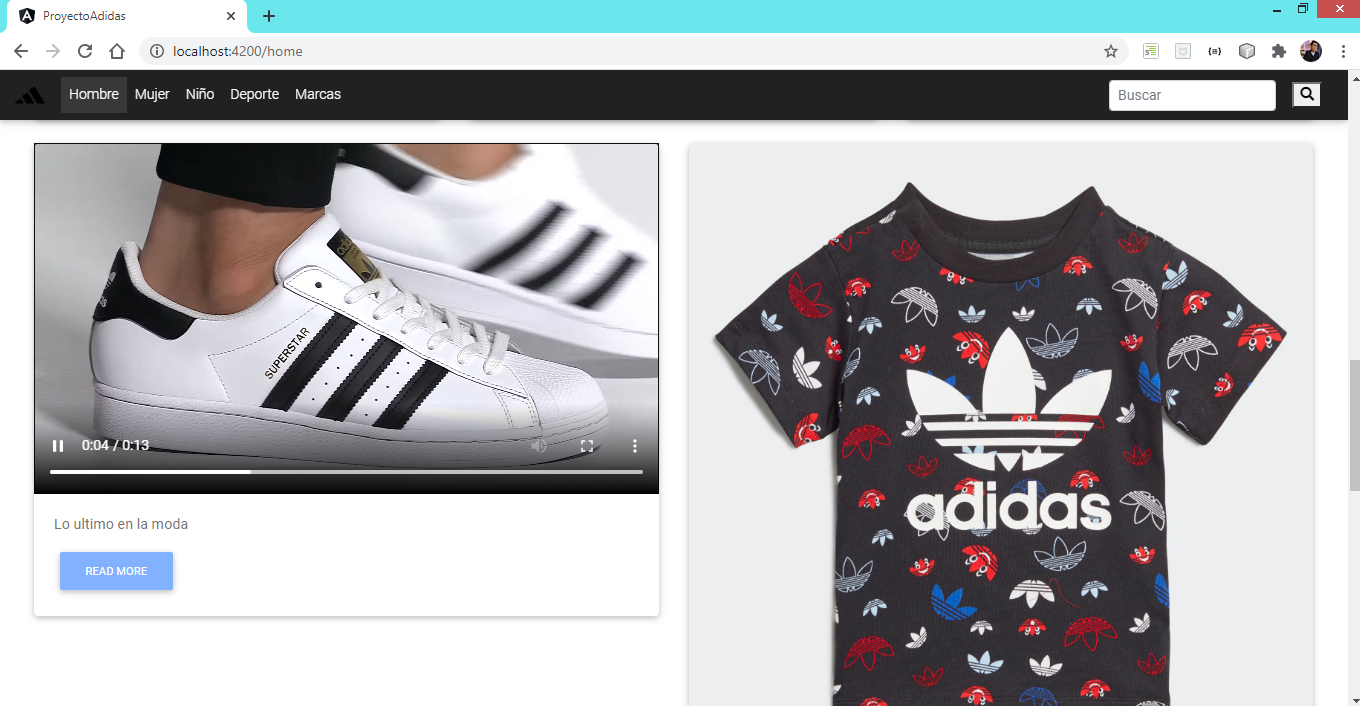 ProyectoAdidas
localhost:4200/home
Hombre Mujer Niño Deporte Marcas
Buscar
SUPERSTAR
0:04 / 0:13
Lo ultimo en la moda
READ MORE
adidas